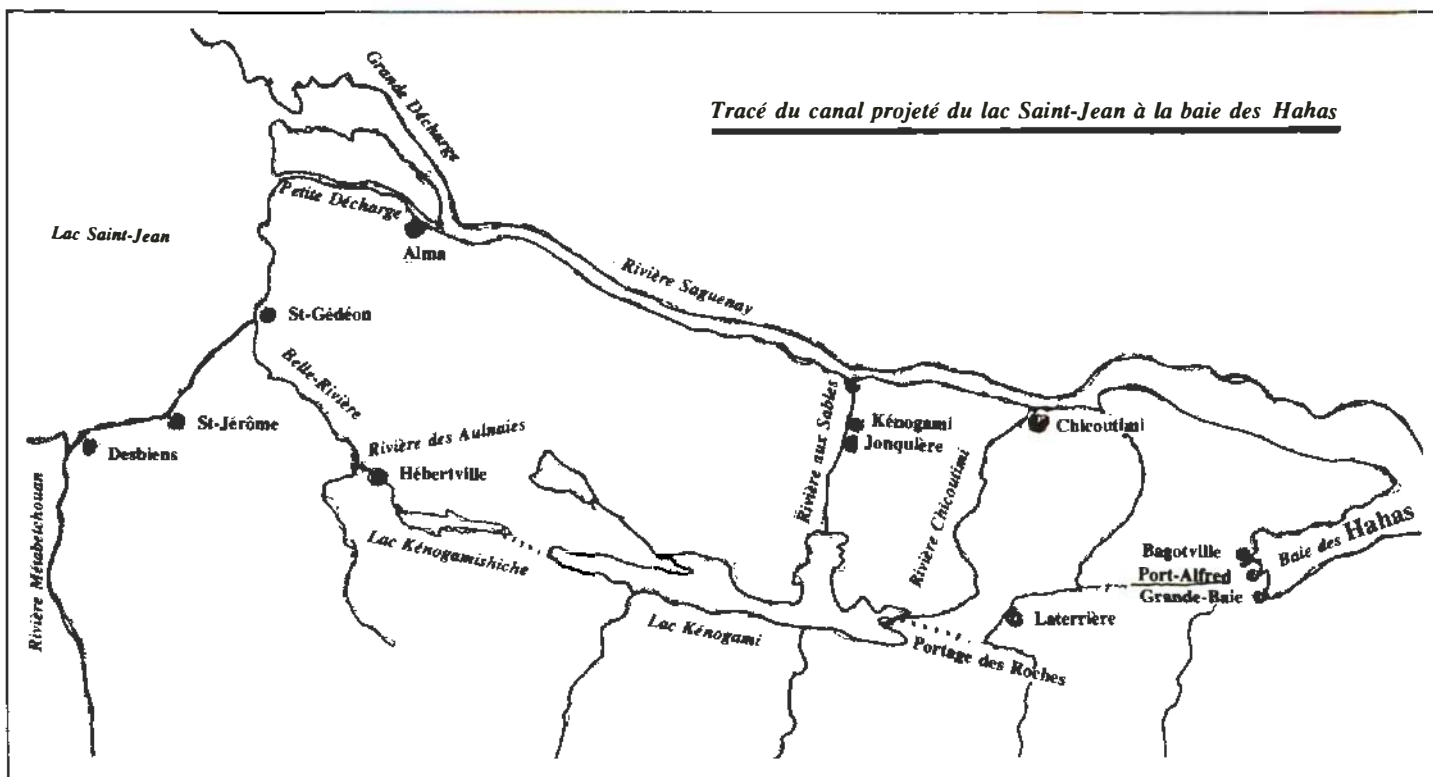 Grande Décharge
Tracé du canal projeté du lac Saint-Jean à la baie des Hahas
Petite Décharge
Lac Saint-Jean
Alma
Rivière Saguenay
St-Gédéon
Belle-Rivière
St-Jérôme
Desbiens
Rivière des Aulnaies
Hébertville
Rivière aux Sables
Kénogami
Jonquière
Rivière Chicoutimi
Chicoutimi
Rivière Métabetchouan
Lac Kénogamishiche
Lac Kénogami
Portage des Roches
Laterrière
Bagotville
Port-Alfred
Grande-Baie
Baie des Hahas